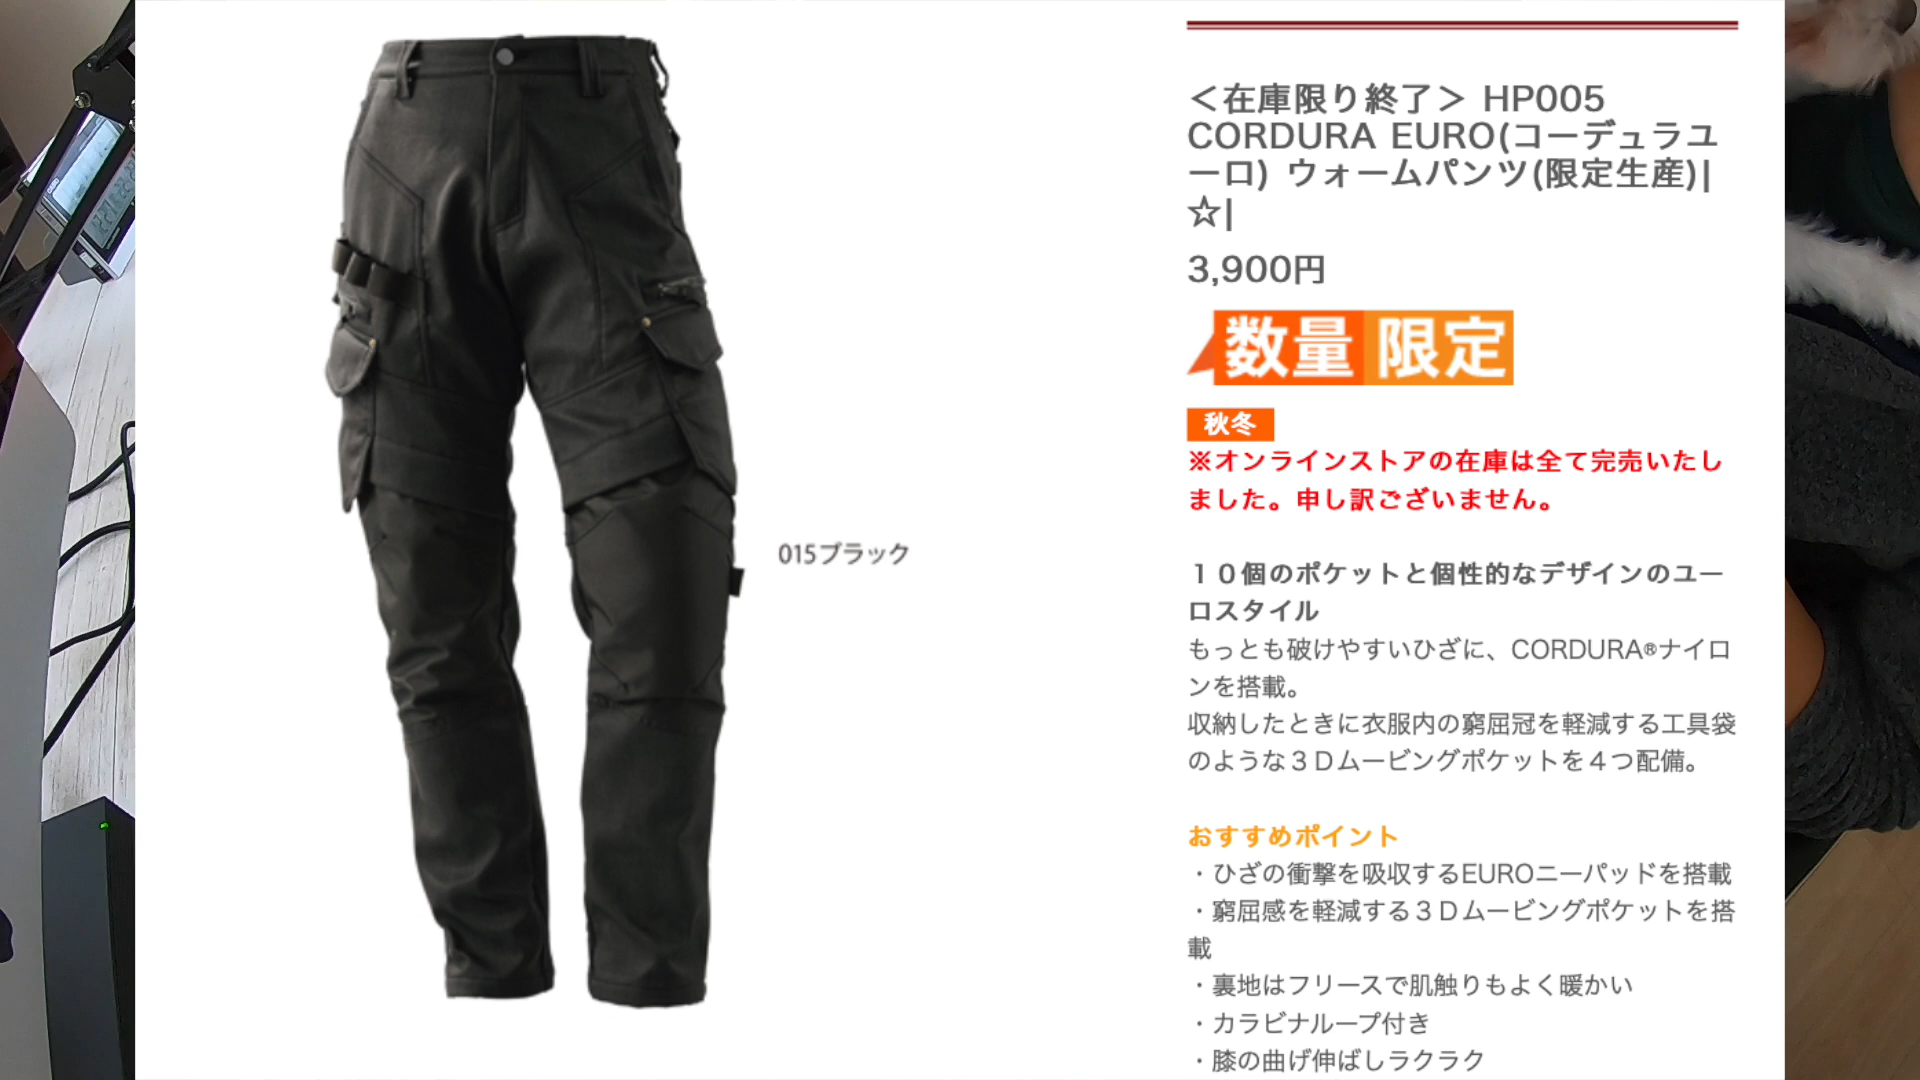 ＜在庫限り終了＞ HP005
CORDURA EURO(コーデュラユ
ーロ) ウォームパンツ(限定生産)|
☆|
3,900円
数量 限定
秋冬
※オンラインストアの在庫は全て完売いたし
ました。申し訳ございません。
015ブラック
１０個のポケットと個性的なデザインのユー
ロスタイル
もっとも破けやすいひざに、CORDURA®ナイロ
ンを搭載。
収納したときに衣服内の窮屈冠を軽減する工具袋
のような３Ｄムービングポケットを４つ配備。
おすすめポイント
・ひざの衝撃を吸収するEUROニーパッドを搭載
・窮屈感を軽減する３Ｄムービングポケットを搭
載
・裏地はフリースで肌触りもよく暖かい
・カラビナループ付き
・膝の曲げ伸ばしラクラク